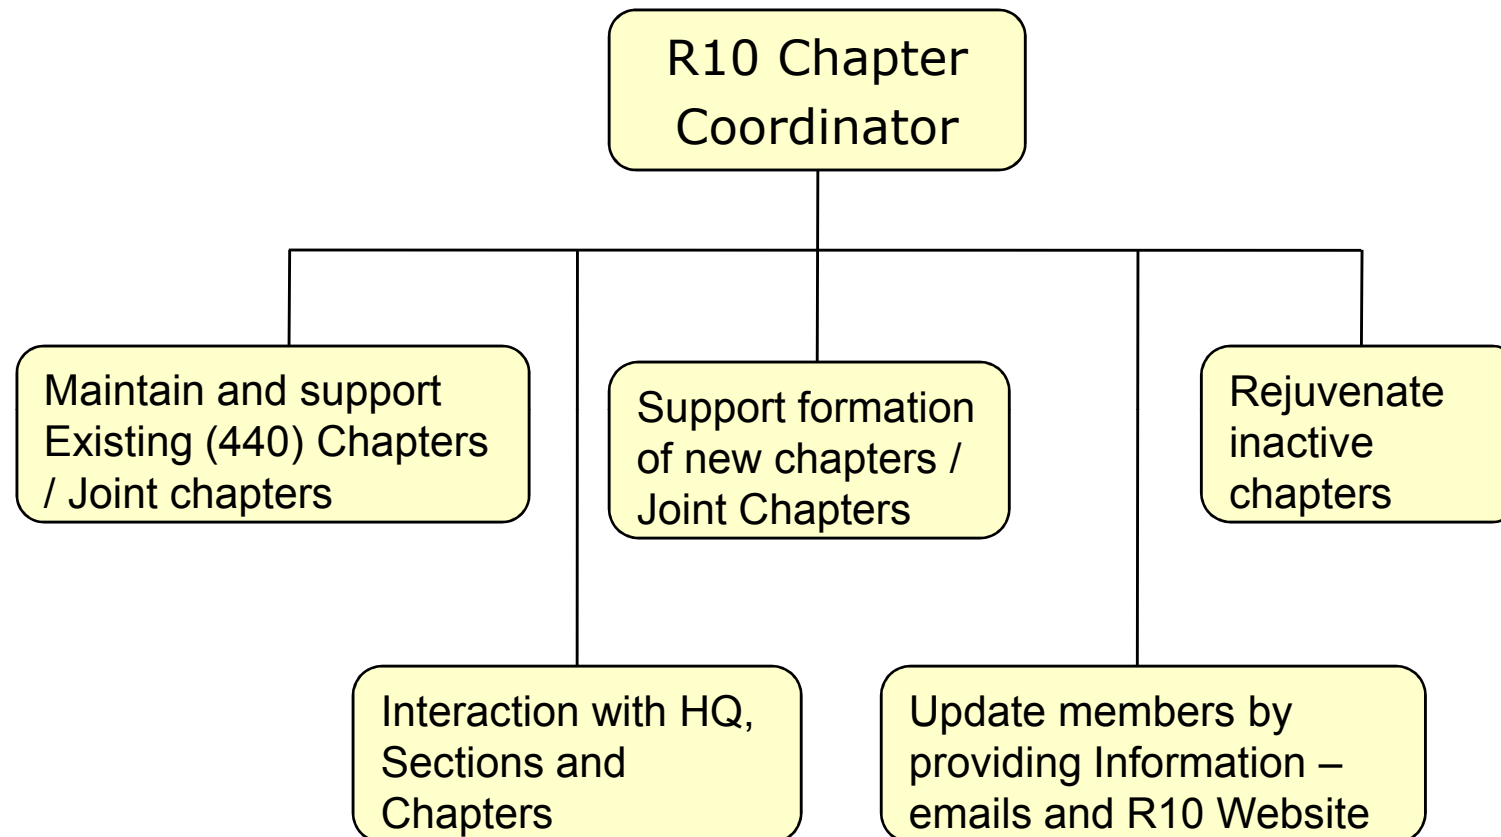 R10 Chapter
Coordinator
Maintain and support
Existing (440) Chapters
/ Joint chapters
Support formation
of new chapters /
Joint Chapters
Rejuvenate
inactive
chapters
Interaction with HQ,
Sections and
Chapters
Update members by
providing Information –
emails and R10 Website